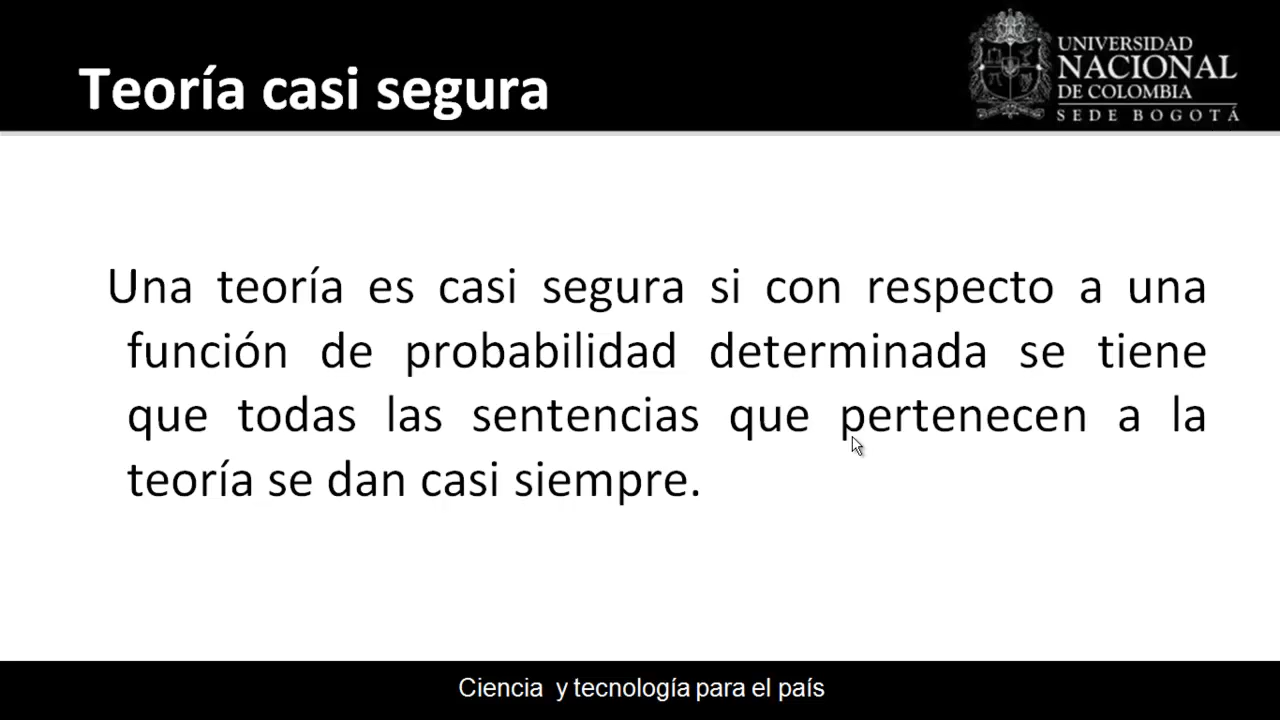 Teoría casi segura
UNIVERSIDAD
NACIONAL
DE COLOMBIA
SEDE BOGOTÁ
Una teoría es casi segura si con respecto a una
función de probabilidad determinada se tiene
que todas las sentencias que pertenecen a la
teoría se dan casi siempre.
Ciencia y tecnología para el país